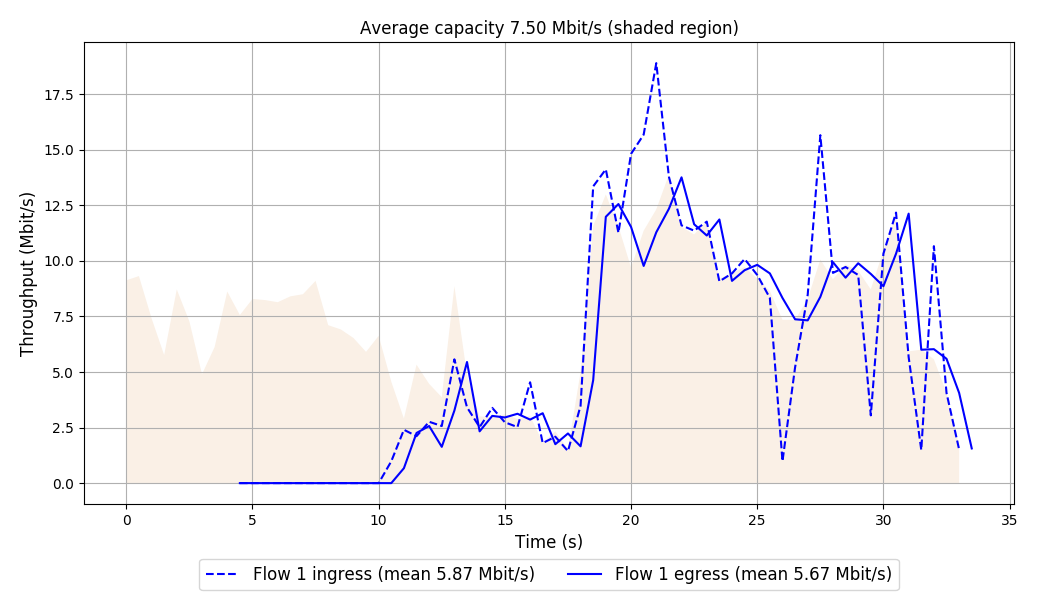 Average capacity 7.50 Mbit/s (shaded region)
Throughput (Mbit/s)
17.5
15.0
12.5
10.0
7.5
5.0
2.5
0.0
0 5 10 15 20 25 30 35
Time (s)
Flow 1 ingress (mean 5.87 Mbit/s) Flow 1 egress (mean 5.67 Mbit/s)